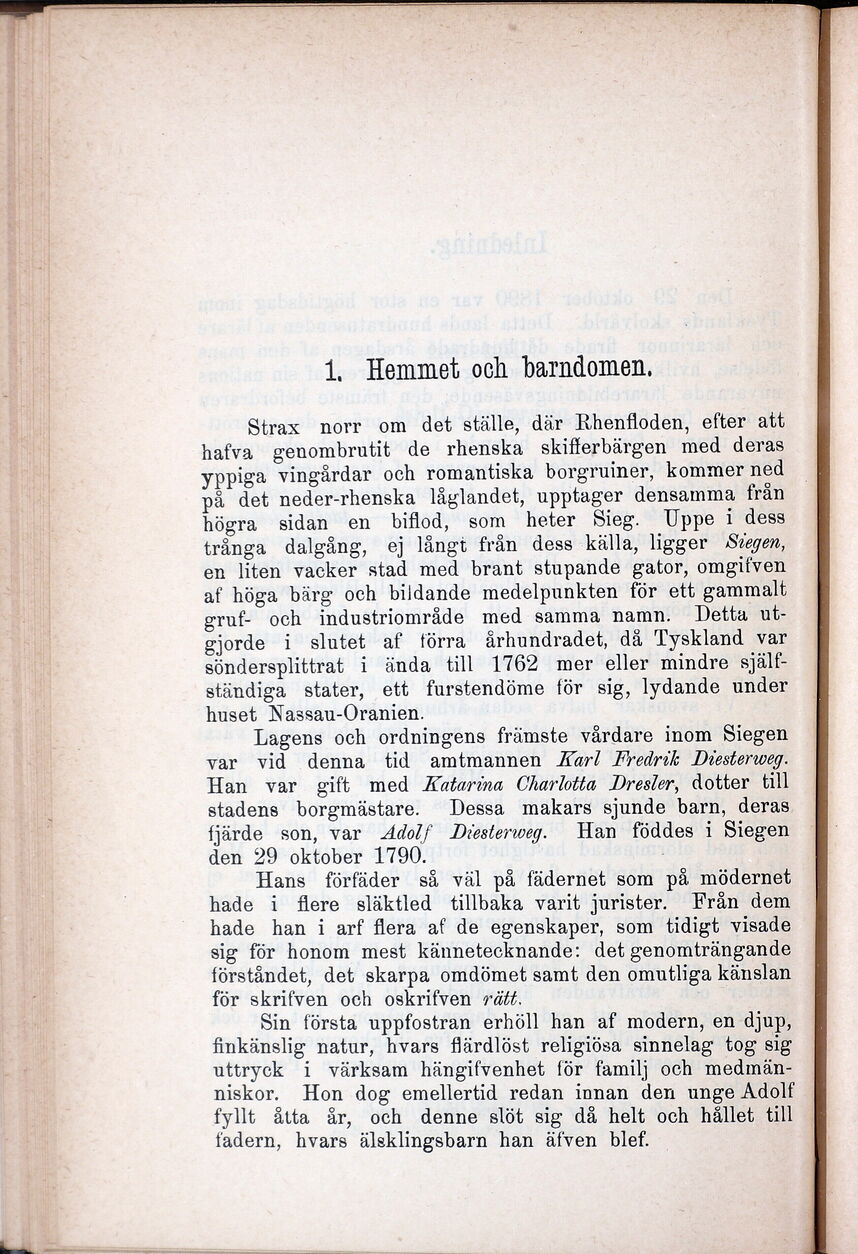 1. Hemmet och barndomen.
Strax norr om det ställe, där Rhenfloden, efter att
hafva genombrutit de rhenska skifferbärgen med deras
yppiga vingårdar och romantiska borgruiner, kommer ned
på det neder-rhenska låglandet, upptager densamma från
högra sidan en biflod, som heter Sieg. Uppe i dess
trånga dalgång, ej långt från dess källa, ligger Siegen,
en liten vacker stad med brant stupande gator, omgifven
af höga bärg och bildande medelpunkten för ett gammalt
gruf- och industriområde med samma namn. Detta ut-
gjorde i slutet af förra århundradet, då Tyskland var
söndersplittrat i ända till 1762 mer eller mindre själf-
ständiga stater, ett furstendöme för sig, lydande under
huset Nassau-Oranien.
Lagens och ordningens främste vårdare inom Siegen
var vid denna tid amtmannen Karl Fredrik Diesterweg.
Han var gift med Katarina Charlotta Dresler, dotter till
stadens borgmästare. Dessa makars sjunde barn, deras
fjärde son, var Adolf Diesterweg. Han föddes i Siegen
den 29 oktober 1790.
Hans förfäder så väl på fädernet som på mödernet
hade i flere släktled tillbaka varit jurister. Från dem
hade han i arf flera af de egenskaper, som tidigt visade
sig för honom mest kännetecknande: det genomträngande
förståndet, det skarpa omdömet samt den omutliga känslan
för skrifven och oskrifven rätt.
Sin första uppfostran erhöll han af modern, en djup,
finkänslig natur, hvars flärdlöst religiösa sinnelag tog sig
uttryck i värksam hängifvenhet för familj och medmän-
niskor. Hon dog emellertid redan innan den unge Adolf
fyllt åtta år, och denne slöt sig då helt och hållet till
fadern, hvars älsklingsbarn han äfven blef.